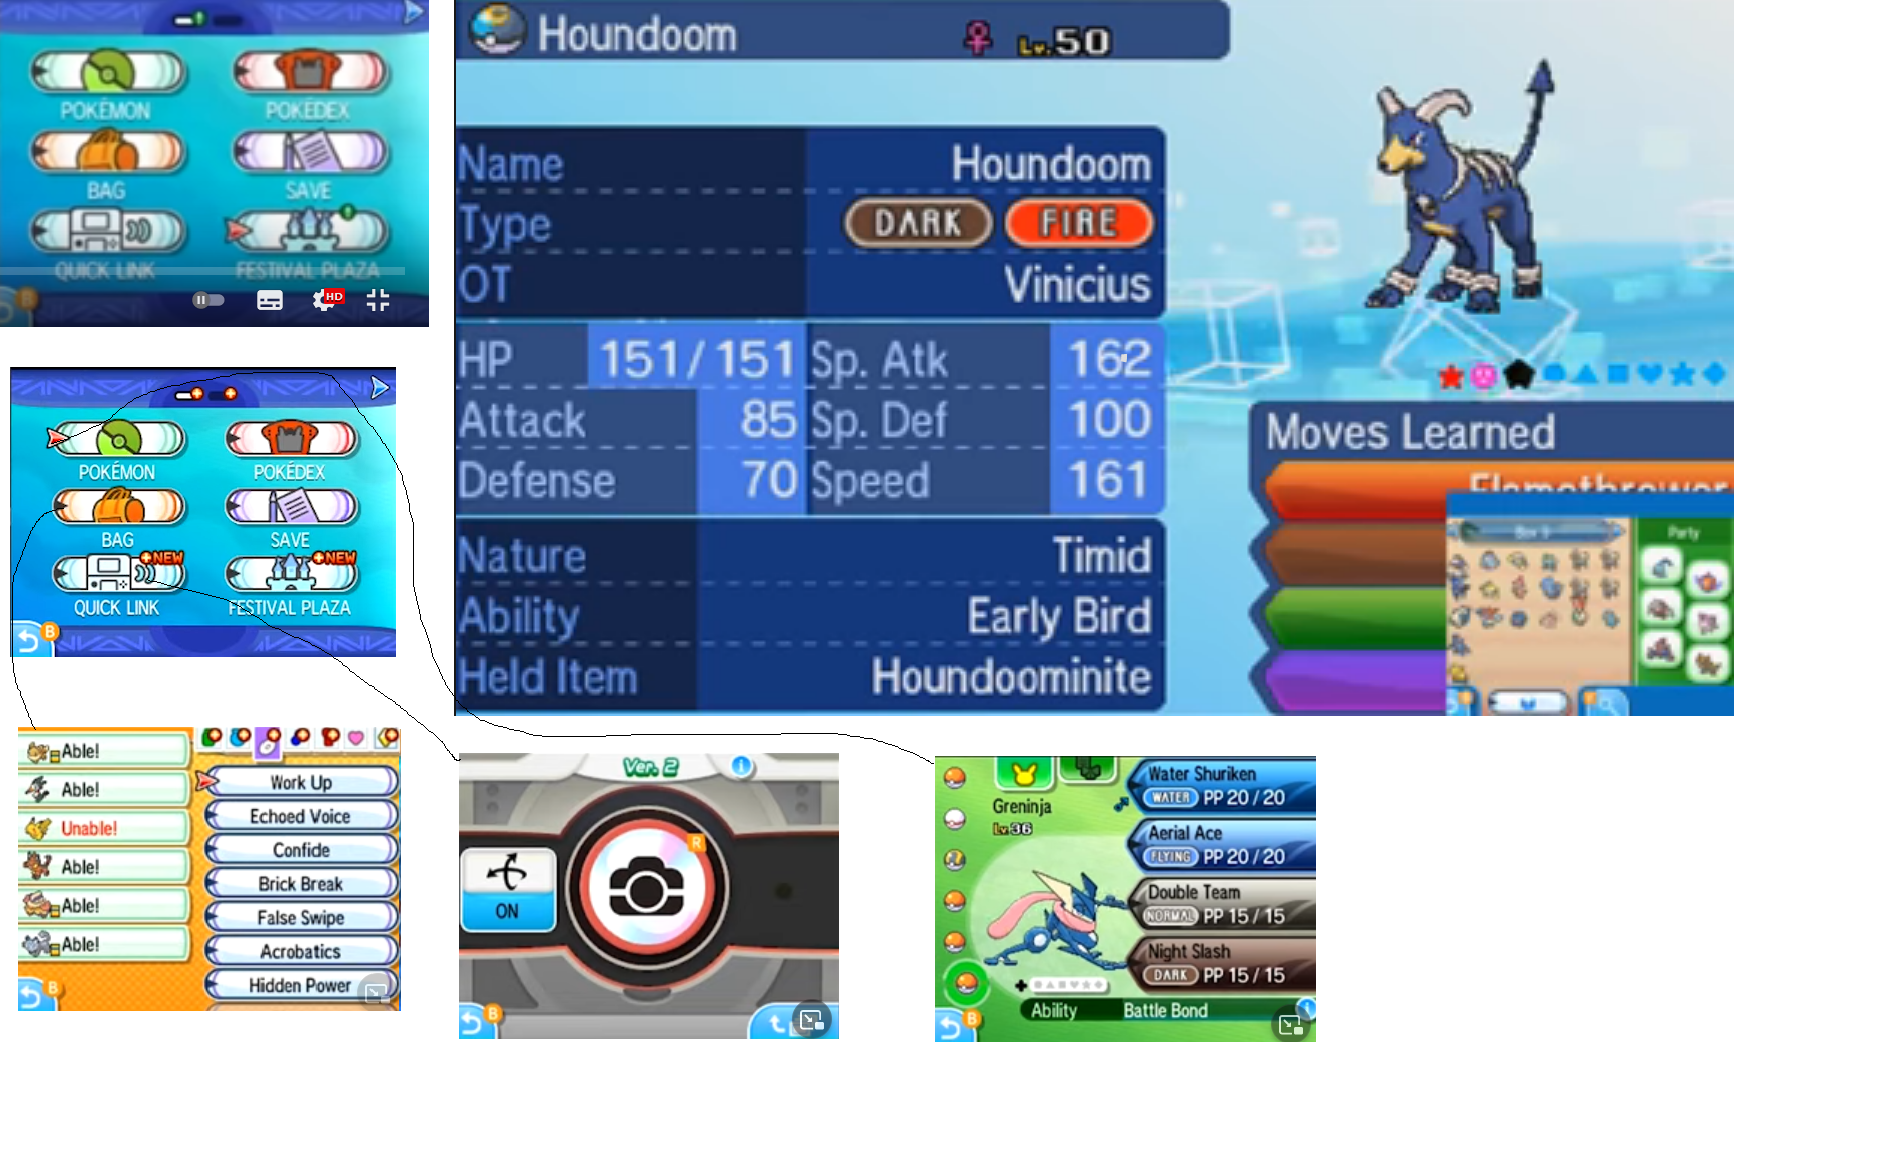 POKÉMON POKÉDEX
BAG SAVE
QUICK LINK FESTIVAL PLAZA
B
HD
Houndoom Lv.50
Name Houndoom
Type DARK FIRE
OT Vinicius
HP 151/151 Sp. Atk 162
Attack 85 Sp. Def 100
Defense 70 Speed 161
Nature Timid
Ability Early Bird
Held Item Houndoominite
Moves Learned
Flamethrower
Party
POKÉMON POKÉDEX
BAG SAVE
+NEW +NEW
QUICK LINK FESTIVAL PLAZA
B
Able!
Able!
Unable!
Able!
Able!
Able!
B
Work Up
Echoed Voice
Confide
Brick Break
False Swipe
Acrobatics
Hidden Power
Ver. 2
R
ON
B
Greninja
Lv.36
Water Shuriken
WATER PP 20/20
Aerial Ace
FLYING PP 20/20
Double Team
NORMAL PP 15/15
Night Slash
DARK PP 15/15
Ability Battle Bond
B